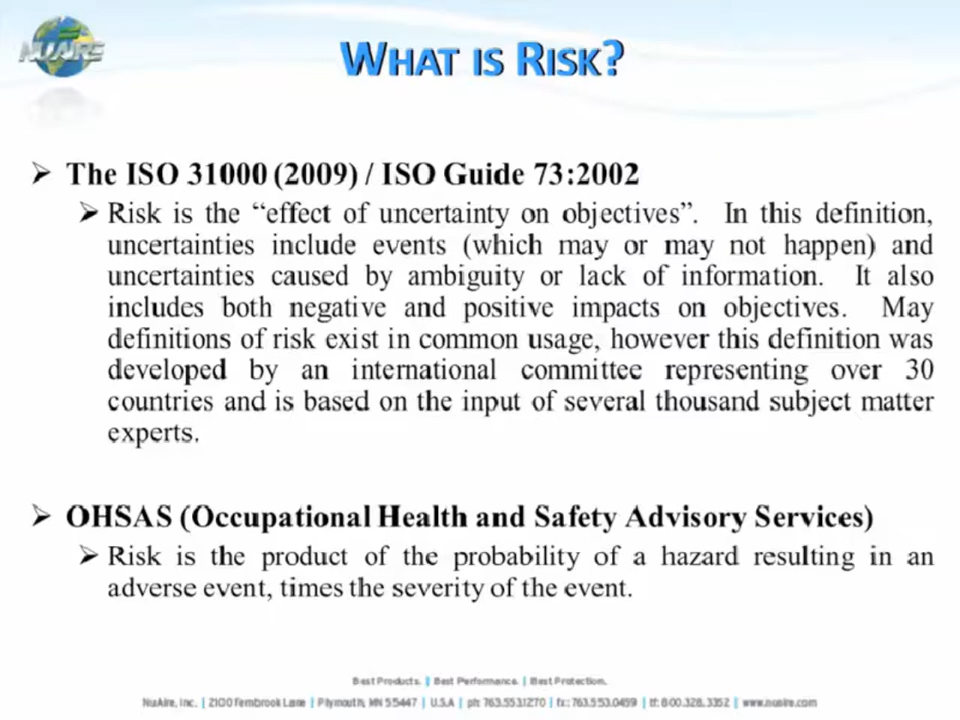 NUAIRE
WHAT IS RISK?
The ISO 31000 (2009) / ISO Guide 73:2002
Risk is the “effect of uncertainty on objectives”. In this definition,
uncertainties include events (which may or may not happen) and
uncertainties caused by ambiguity or lack of information. It also
includes both negative and positive impacts on objectives. May
definitions of risk exist in common usage, however this definition was
developed by an international committee representing over 30
countries and is based on the input of several thousand subject matter
experts.
OHSAS (Occupational Health and Safety Advisory Services)
Risk is the product of the probability of a hazard resulting in an
adverse event, times the severity of the event.
Best Products. | Best Performance. | Best Protection.
NuAire, Inc. | 2100 Fernbrook Lane | Plymouth, MN 55447 | U.S.A | ph: 763.553.1270 | fx: 763.553.0459 | tf: 800.328.3352 | www.nuaire.com